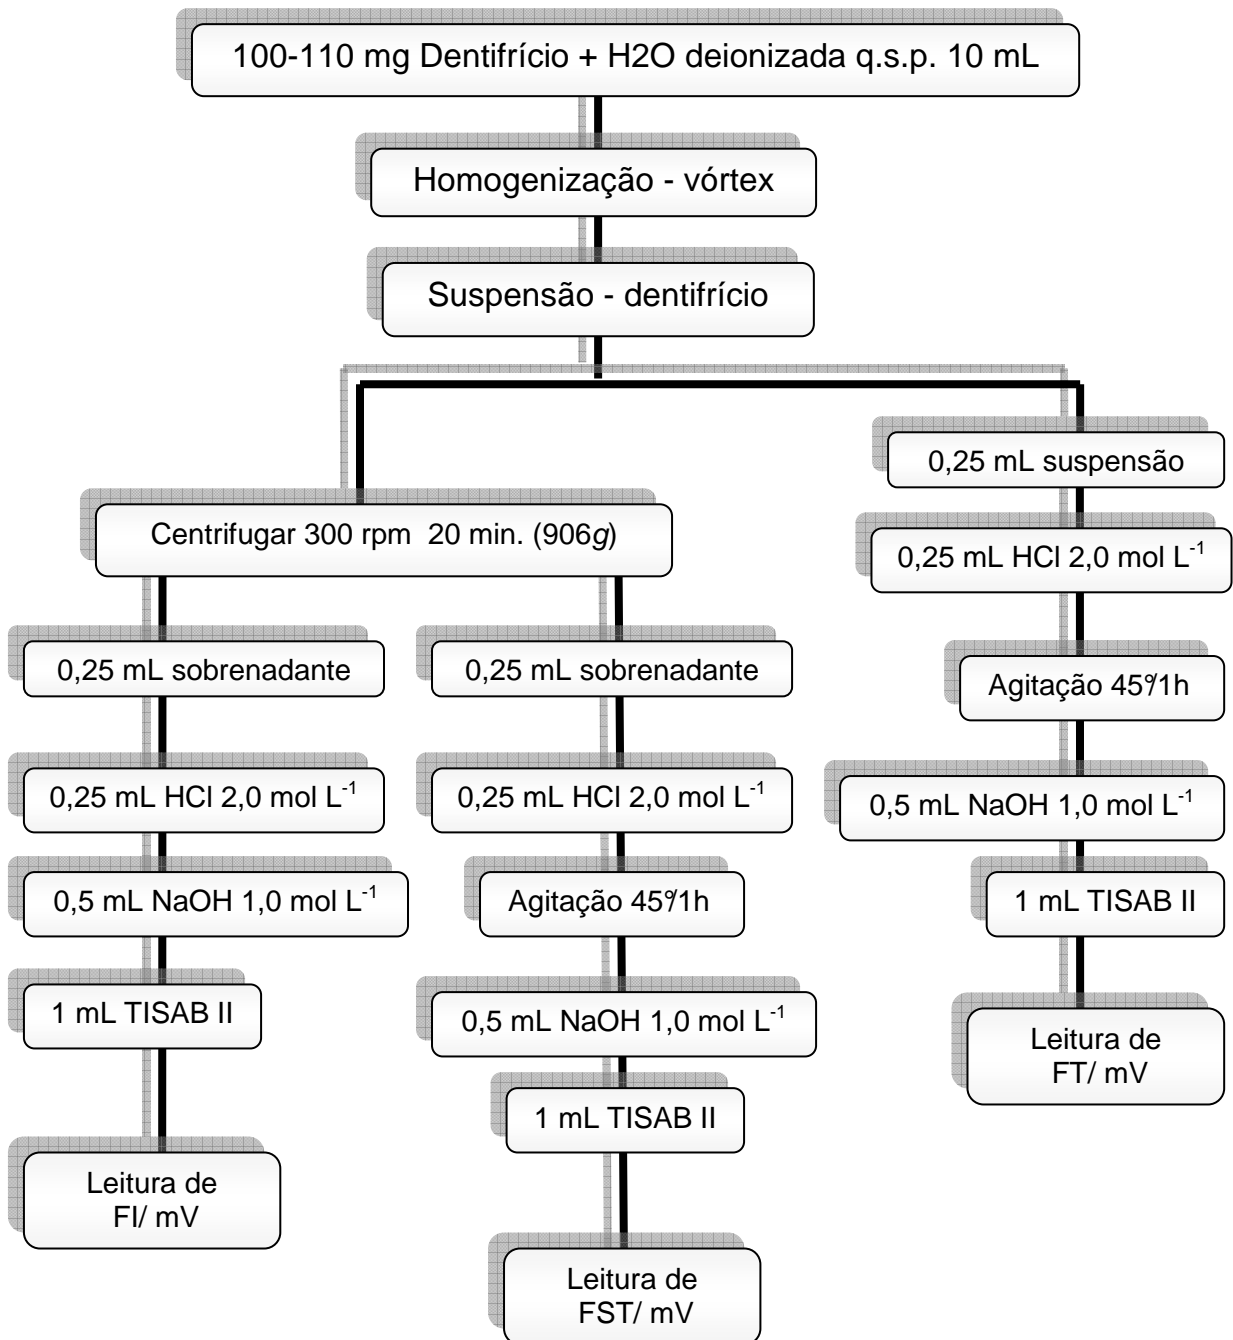 100-110 mg Dentifrício + H2O deionizada q.s.p. 10 mL
Homogenização - vórtex
Suspensão - dentifrício
Centrifugar 300 rpm 20 min. (906g)
0,25 mL sobrenadante
0,25 mL HCl 2,0 mol L-1
0,5 mL NaOH 1,0 mol L-1
1 mL TISAB II
Leitura de
FI/ mV
0,25 mL sobrenadante
0,25 mL HCl 2,0 mol L-1
Agitação 45º/1h
0,5 mL NaOH 1,0 mol L-1
1 mL TISAB II
Leitura de
FST/ mV
0,25 mL suspensão
0,25 mL HCl 2,0 mol L-1
Agitação 45º/1h
0,5 mL NaOH 1,0 mol L-1
1 mL TISAB II
Leitura de
FT/ mV